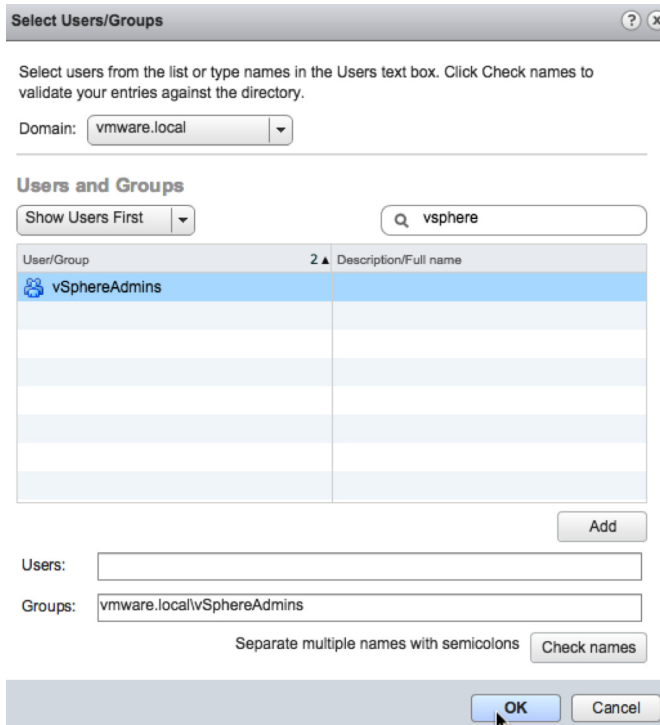 Select Users/Groups ? x
Select users from the list or type names in the Users text box. Click Check names to
validate your entries against the directory.
Domain: vmware.local
Users and Groups
Show Users First vsphere
User/Group 2 ▲ Description/Full name
vSphereAdmins
Add
Users:
Groups: vmware.local\vSphereAdmins
Separate multiple names with semicolons Check names
OK Cancel